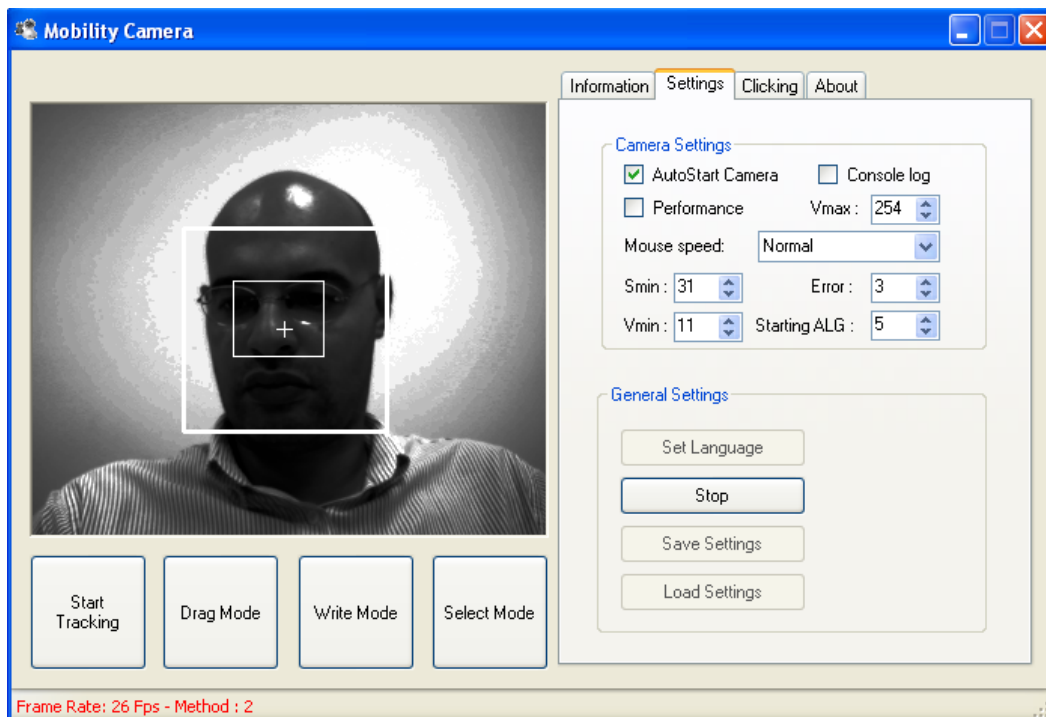 Mobility Camera
Information Settings Clicking About
Camera Settings
AutoStart Camera Console log
Performance Vmax : 254
Mouse speed: Normal
Smin : 31 Error : 3
Vmin : 11 Starting ALG : 5
General Settings
Set Language
Stop
Save Settings
Load Settings
Start
Tracking
Drag Mode
Write Mode
Select Mode
Frame Rate: 26 Fps - Method : 2